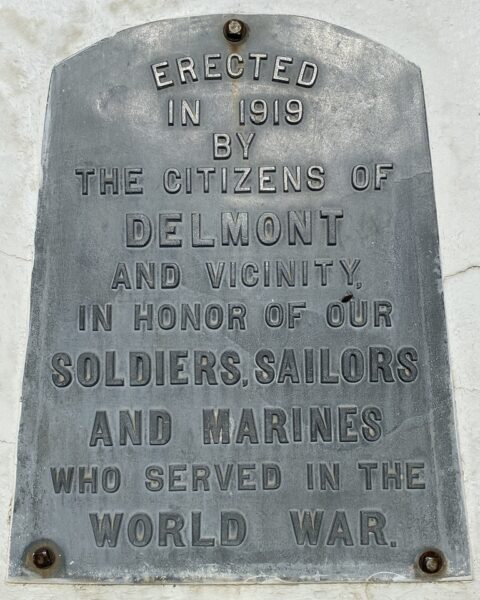 ERECTED
IN 1919
BY
THE CITIZENS OF
DELMONT
AND VICINITY,
IN HONOR OF OUR
SOLDIERS, SAILORS
AND MARINES
WHO SERVED IN THE
WORLD WAR.